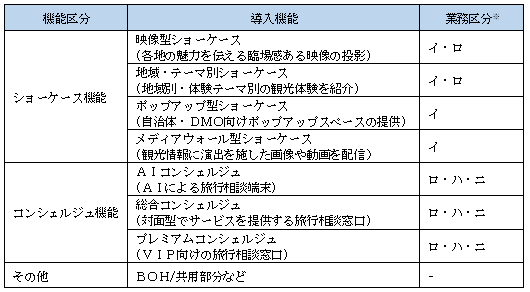 機能区分 導入機能 業務区分※
ショーケース機能
映像型ショーケース
（各地の魅力を伝える臨場感ある映像の投影）
イ・ロ
地域・テーマ別ショーケース
（地域別・体験テーマ別の観光体験を紹介）
イ・ロ
ポップアップ型ショーケース
（自治体・ＤＭＯ向けポップアップスペースの提供）
イ
メディアウォール型ショーケース
（観光情報に演出を施した画像や動画を配信）
イ
コンシェルジュ機能
ＡＩコンシェルジュ
（ＡＩによる旅行相談端末）
ロ・ハ・ニ
総合コンシェルジュ
（対面型でサービスを提供する旅行相談窓口）
ロ・ハ・ニ
プレミアムコンシェルジュ
（ＶＩＰ向けの旅行相談窓口）
ロ・ハ・ニ
その他 ＢＯＨ/共用部分など -